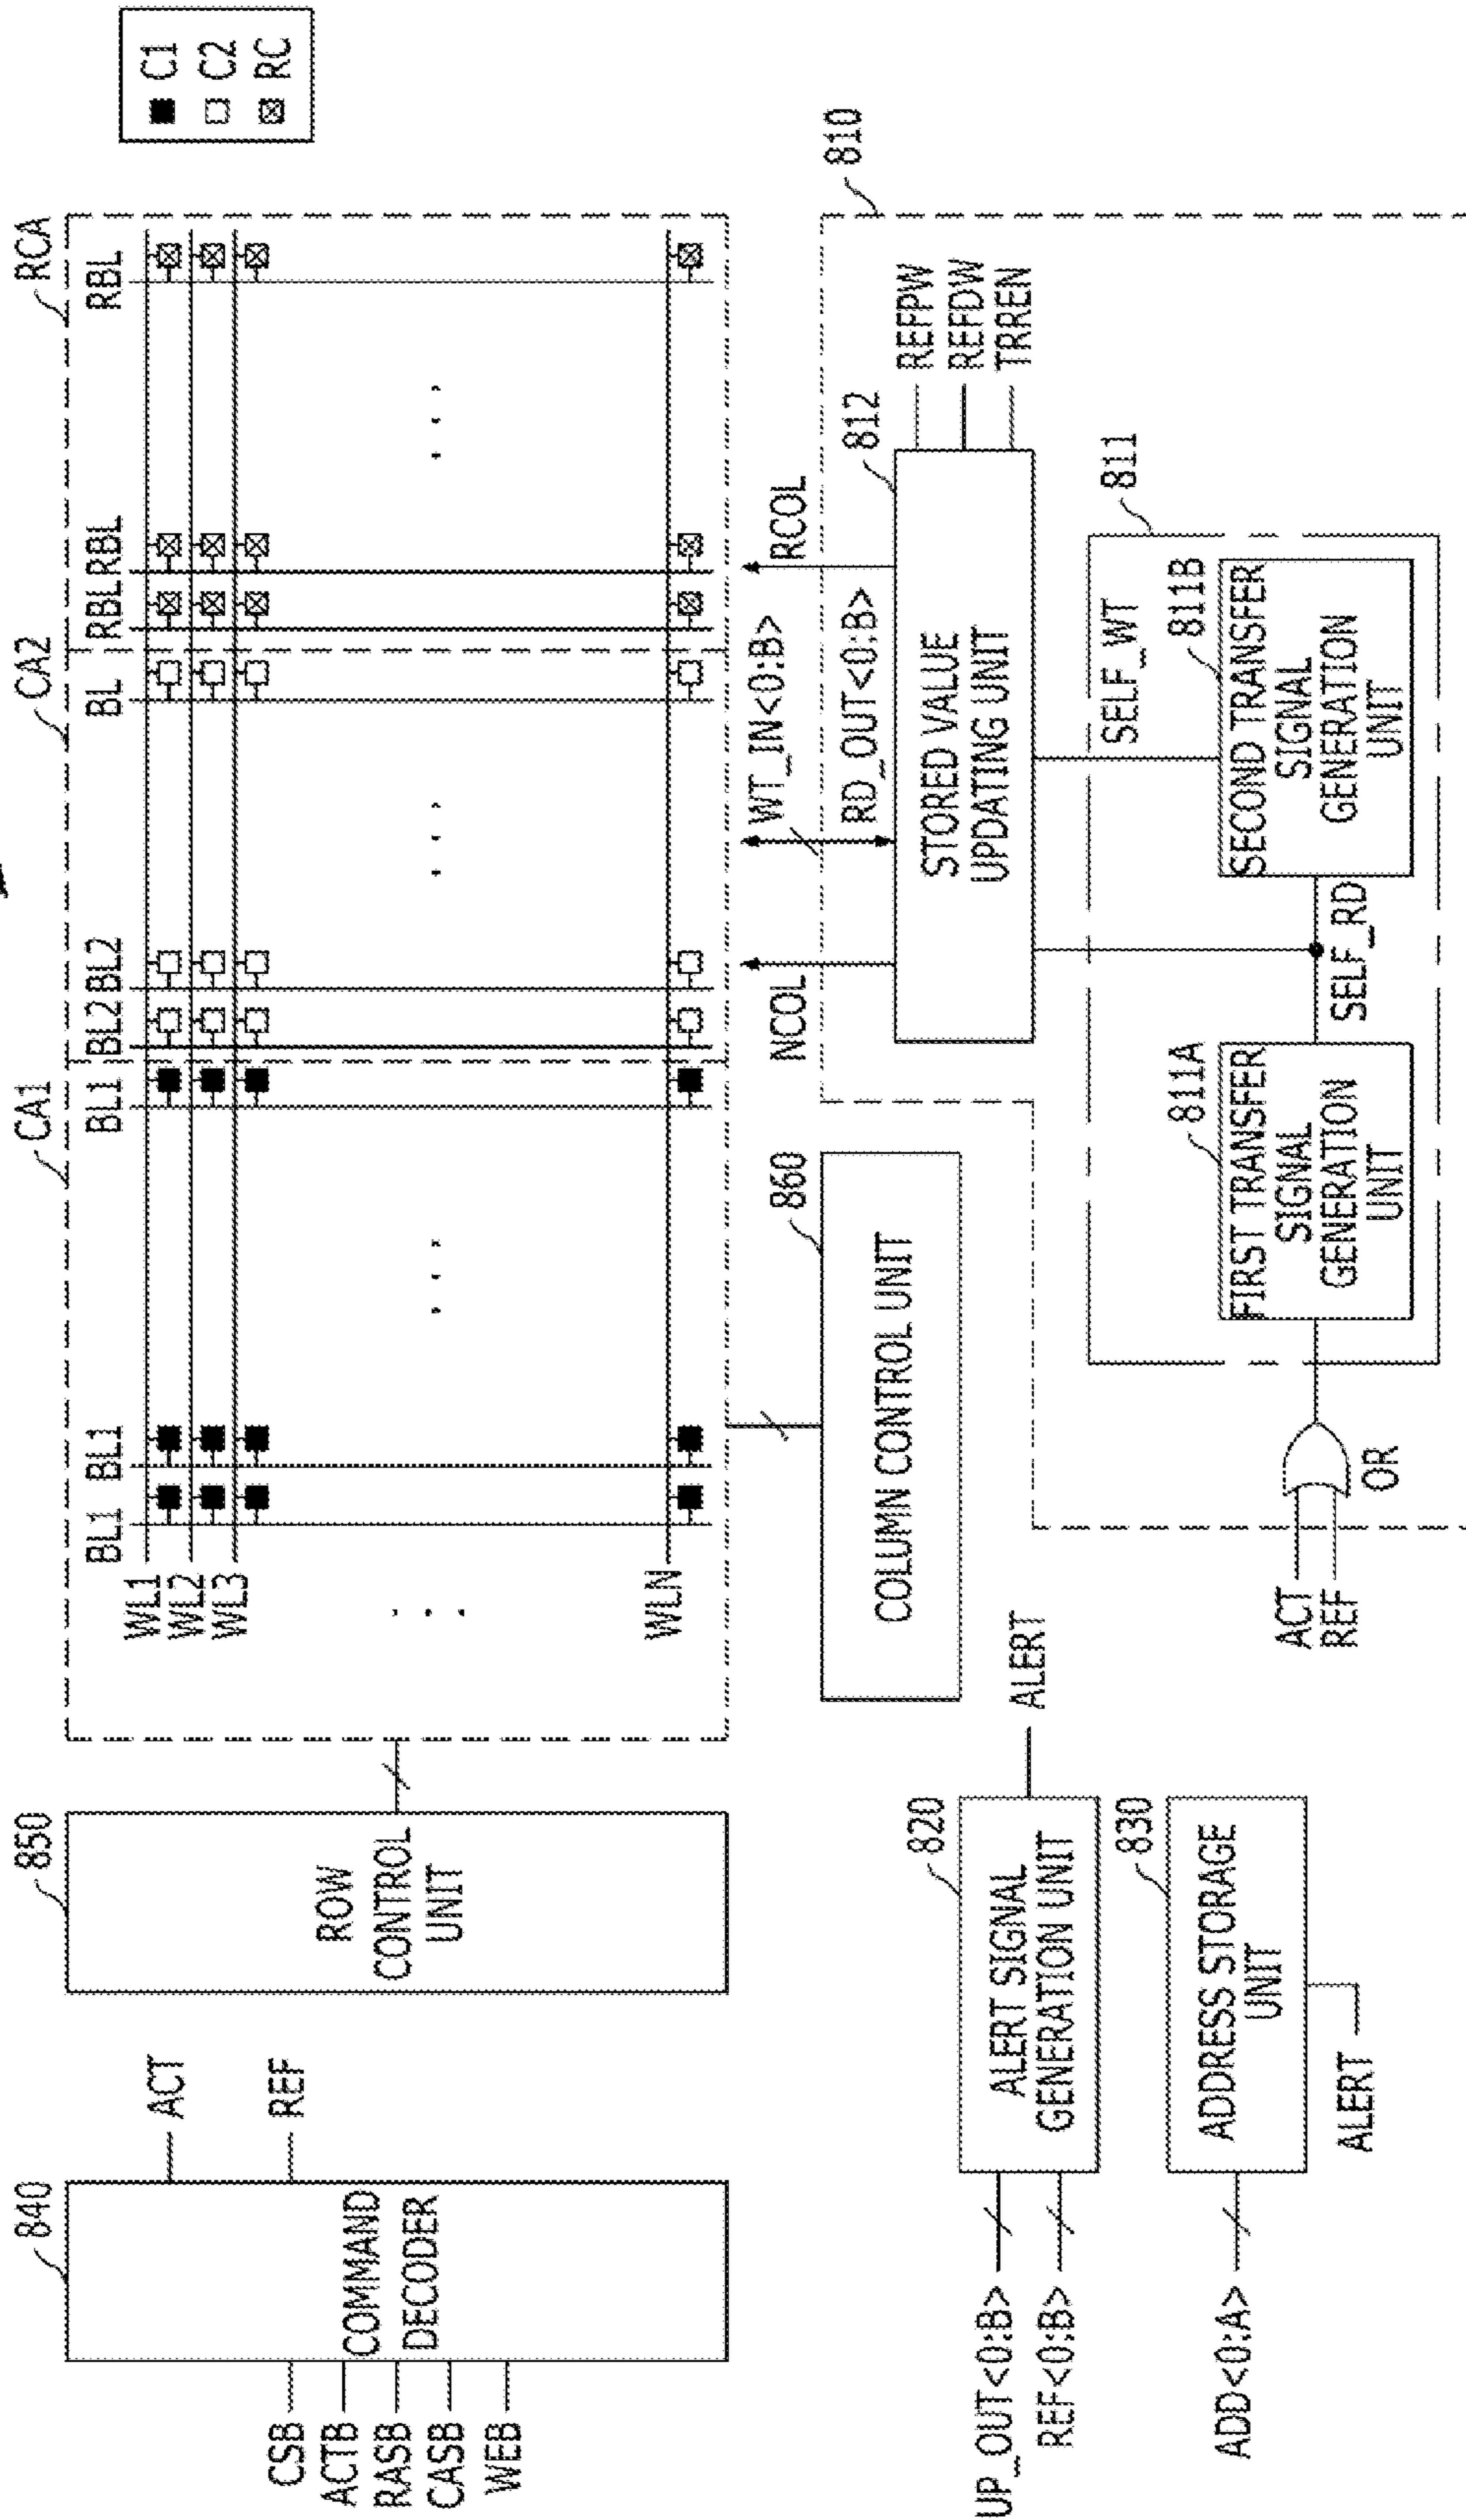 C1
C2
RC
CA1
CA2
RCA
840
850
BL1
BL1
BL1
BL2
BL2
BL
RBL
RBL
RBL
WL1
WL2
WL3
WLN
CSB
ACTB
RASB
CASB
WEB
COMMAND
DECODER
ACT
REF
ROW
CONTROL
UNIT
860
COLUMN CONTROL UNIT
810
NCOL
WT_IN<0:B>
RD_OUT<0:B>
RCOL
812
STORED VALUE
UPDATING UNIT
REFPW
REFDW
TRREN
820
UP_OUT<0:B>
REF<0:B>
ALERT SIGNAL
GENERATION UNIT
ALERT
830
ADD<0:A>
ADDRESS STORAGE
UNIT
ALERT
811
SELF_WT
811A
FIRST TRANSFER
SIGNAL
GENERATION
UNIT
811B
SECOND TRANSFER
SIGNAL
GENERATION
UNIT
SELF_RD
ACT
REF
OR